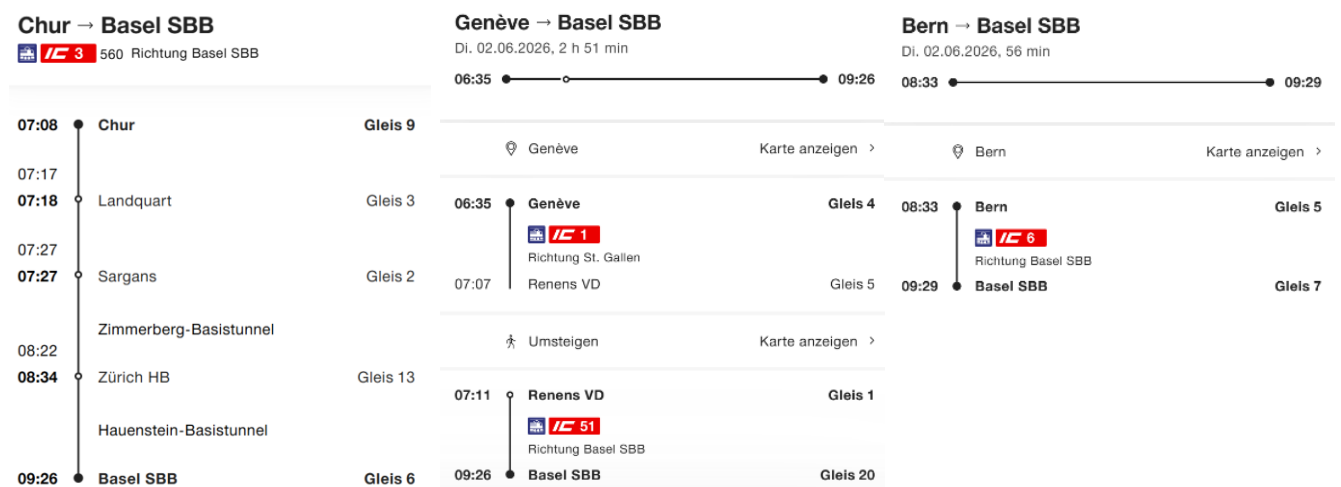 Chur → Basel SBB
IC 3 560 Richtung Basel SBB
07:08 Chur Gleis 9
07:17
07:18 Landquart Gleis 3
07:27
07:27 Sargans Gleis 2
Zimmerberg-Basistunnel
08:22
08:34 Zürich HB Gleis 13
Hauenstein-Basistunnel
09:26 Basel SBB Gleis 6
Genève → Basel SBB
Di. 02.06.2026, 2 h 51 min
06:35 09:26
Genève Karte anzeigen
06:35 Genève Gleis 4
IC 1
Richtung St. Gallen
07:07 Renens VD Gleis 5
Umsteigen Karte anzeigen
07:11 Renens VD Gleis 1
IC 51
Richtung Basel SBB
09:26 Basel SBB Gleis 20
Bern → Basel SBB
Di. 02.06.2026, 56 min
08:33 09:29
Bern Karte anzeigen
08:33 Bern Gleis 5
IC 6
Richtung Basel SBB
09:29 Basel SBB Gleis 7